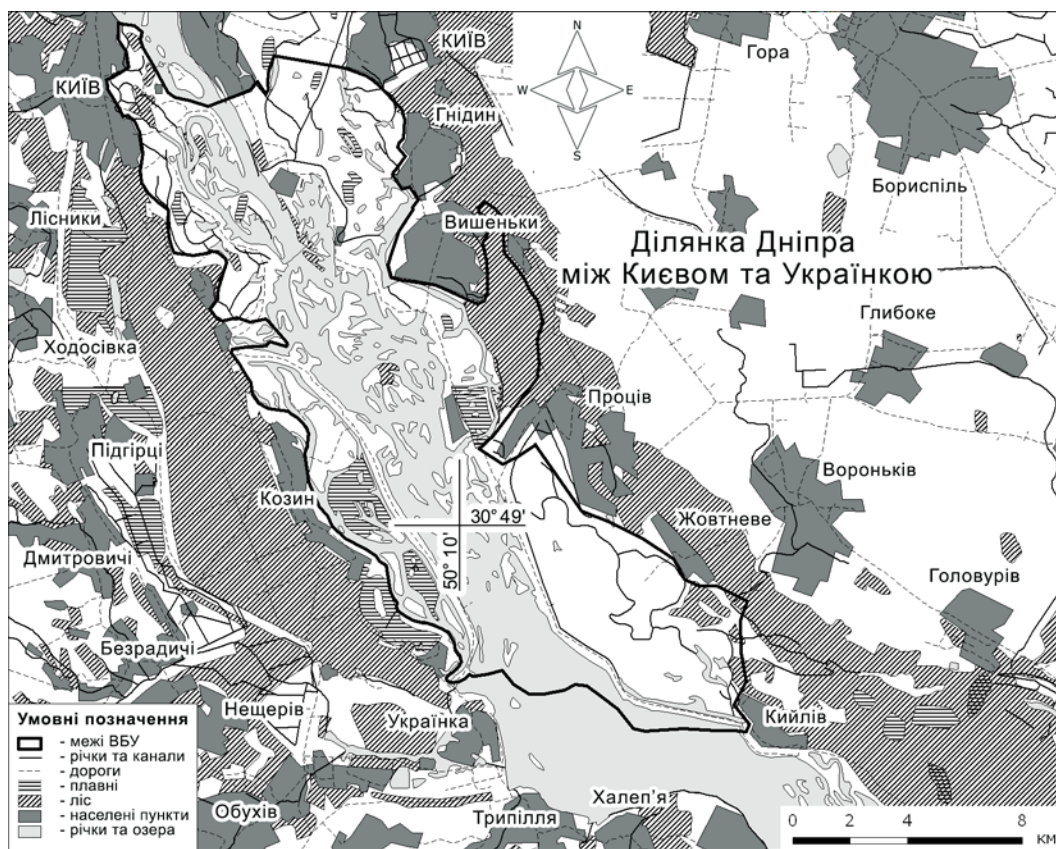 КИЇВ
Гора
КИЇВ
W
N
E
S
Гнідин
Бориспіль
Лісники
Вишеньки
Ділянка Дніпра
між Києвом та Українкою
Глибоке
Ходосівка
Проців
Підгірці
Козин
Вороньків
30° 49'
50° 10'
Жовтневе
Дмитровичі
Головурів
Безрадичі
Нещерів
Українка
Кийлів
Обухів
Трипілля
Халеп'я
Умовні позначення
- межі ВБУ
- річки та канали
- дороги
- плавні
- ліс
- населені пункти
- річки та озера
0 2 4 8
км